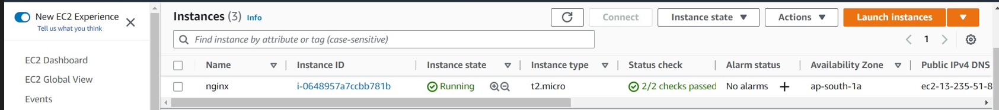 New EC2 Experience
Tell us what you think
EC2 Dashboard
EC2 Global View
Events
Instances (3) Info
Connect
Instance state
Actions
Launch instances
Find instance by attribute or tag (case-sensitive)
1
Name Instance ID Instance state Instance type Status check Alarm status Availability Zone Public IPv4 DNS
nginx i-0648957a7ccbb781b Running t2.micro 2/2 checks passed No alarms + ap-south-1a ec2-13-235-51-8